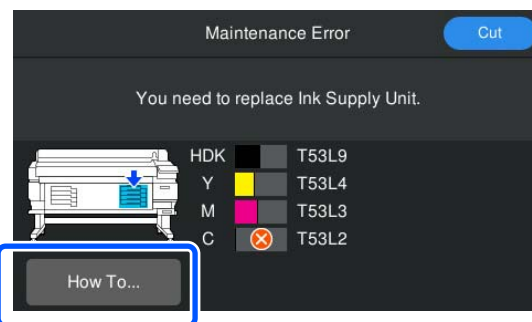 Maintenance Error
Cut
You need to replace Ink Supply Unit.
HDK T53L9
Y T53L4
M T53L3
C T53L2
How To...